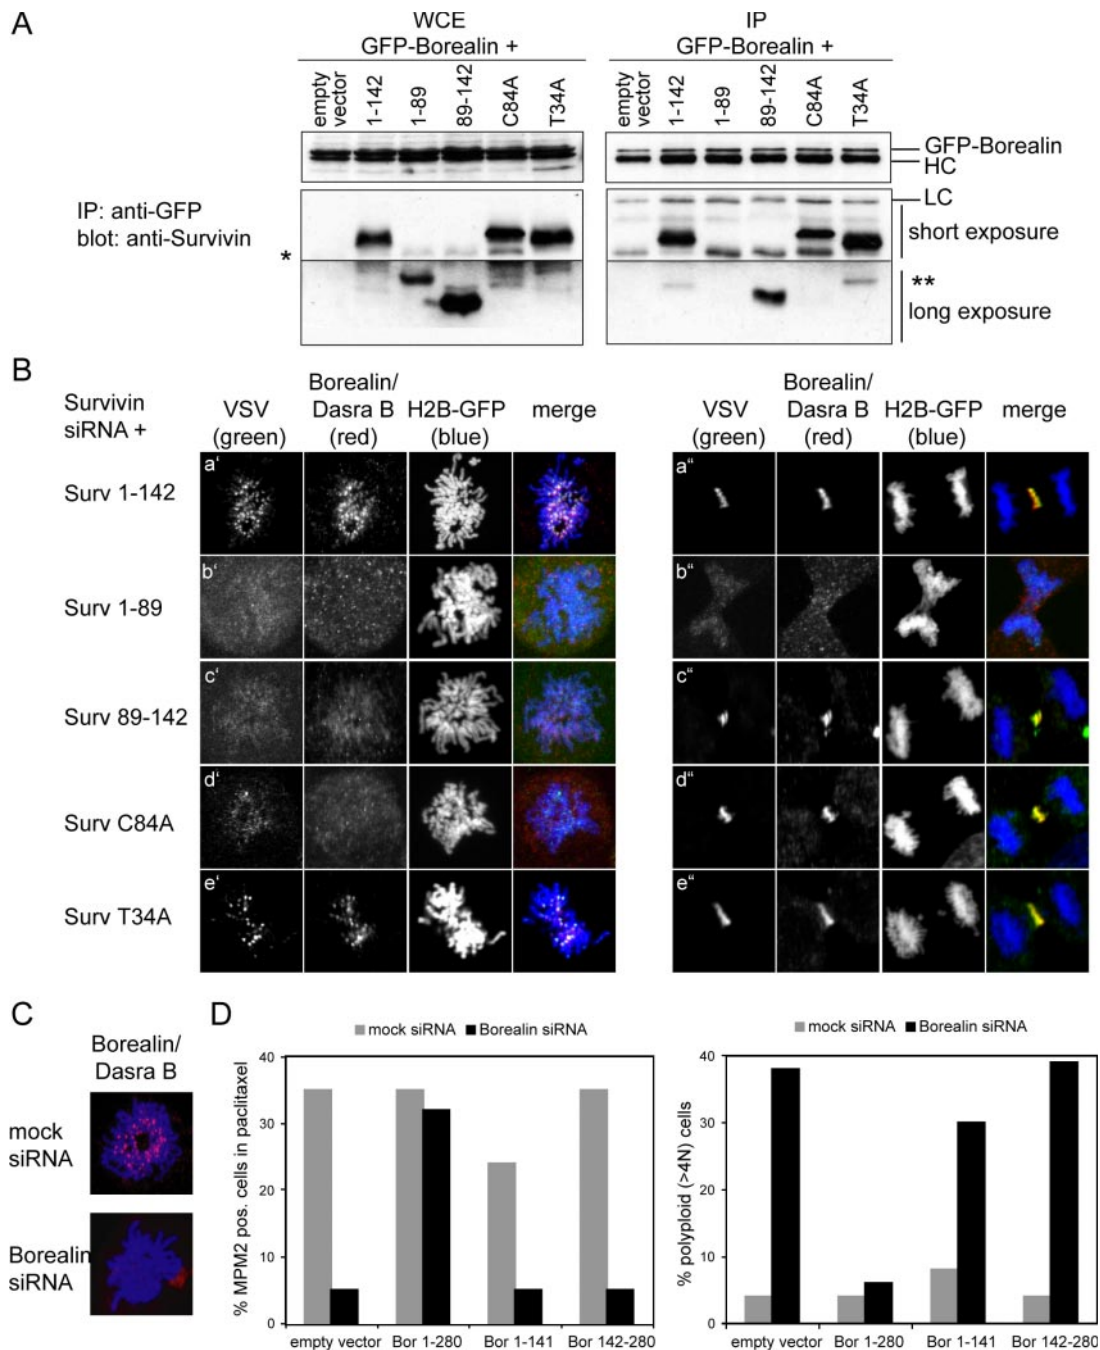 A
WCE
GFP-Borealin +
IP
GFP-Borealin +
empty vector
1-142
1-89
89-142
C84A
T34A
empty vector
1-142
1-89
89-142
C84A
T34A
GFP-Borealin
HC
LC
IP: anti-GFP
blot: anti-Survivin
short exposure
*
**
long exposure
B
Survivin
siRNA +
VSV
(green)
Borealin/
Dasra B
(red)
H2B-GFP
(blue)
merge
VSV
(green)
Borealin/
Dasra B
(red)
H2B-GFP
(blue)
merge
Surv 1-142
a'
a"
Surv 1-89
b'
b"
Surv 89-142
c'
c"
Surv C84A
d'
d"
Surv T34A
e'
e"
C
Borealin/
Dasra B
mock
siRNA
Borealin
siRNA
D
mock siRNA
Borealin siRNA
% MPM2 pos. cells in paclitaxel
40
30
20
10
0
empty vector
Bor 1-280
Bor 1-141
Bor 142-280
mock siRNA
Borealin siRNA
% polyploid (>4N) cells
40
30
20
10
0
empty vector
Bor 1-280
Bor 1-141
Bor 142-280